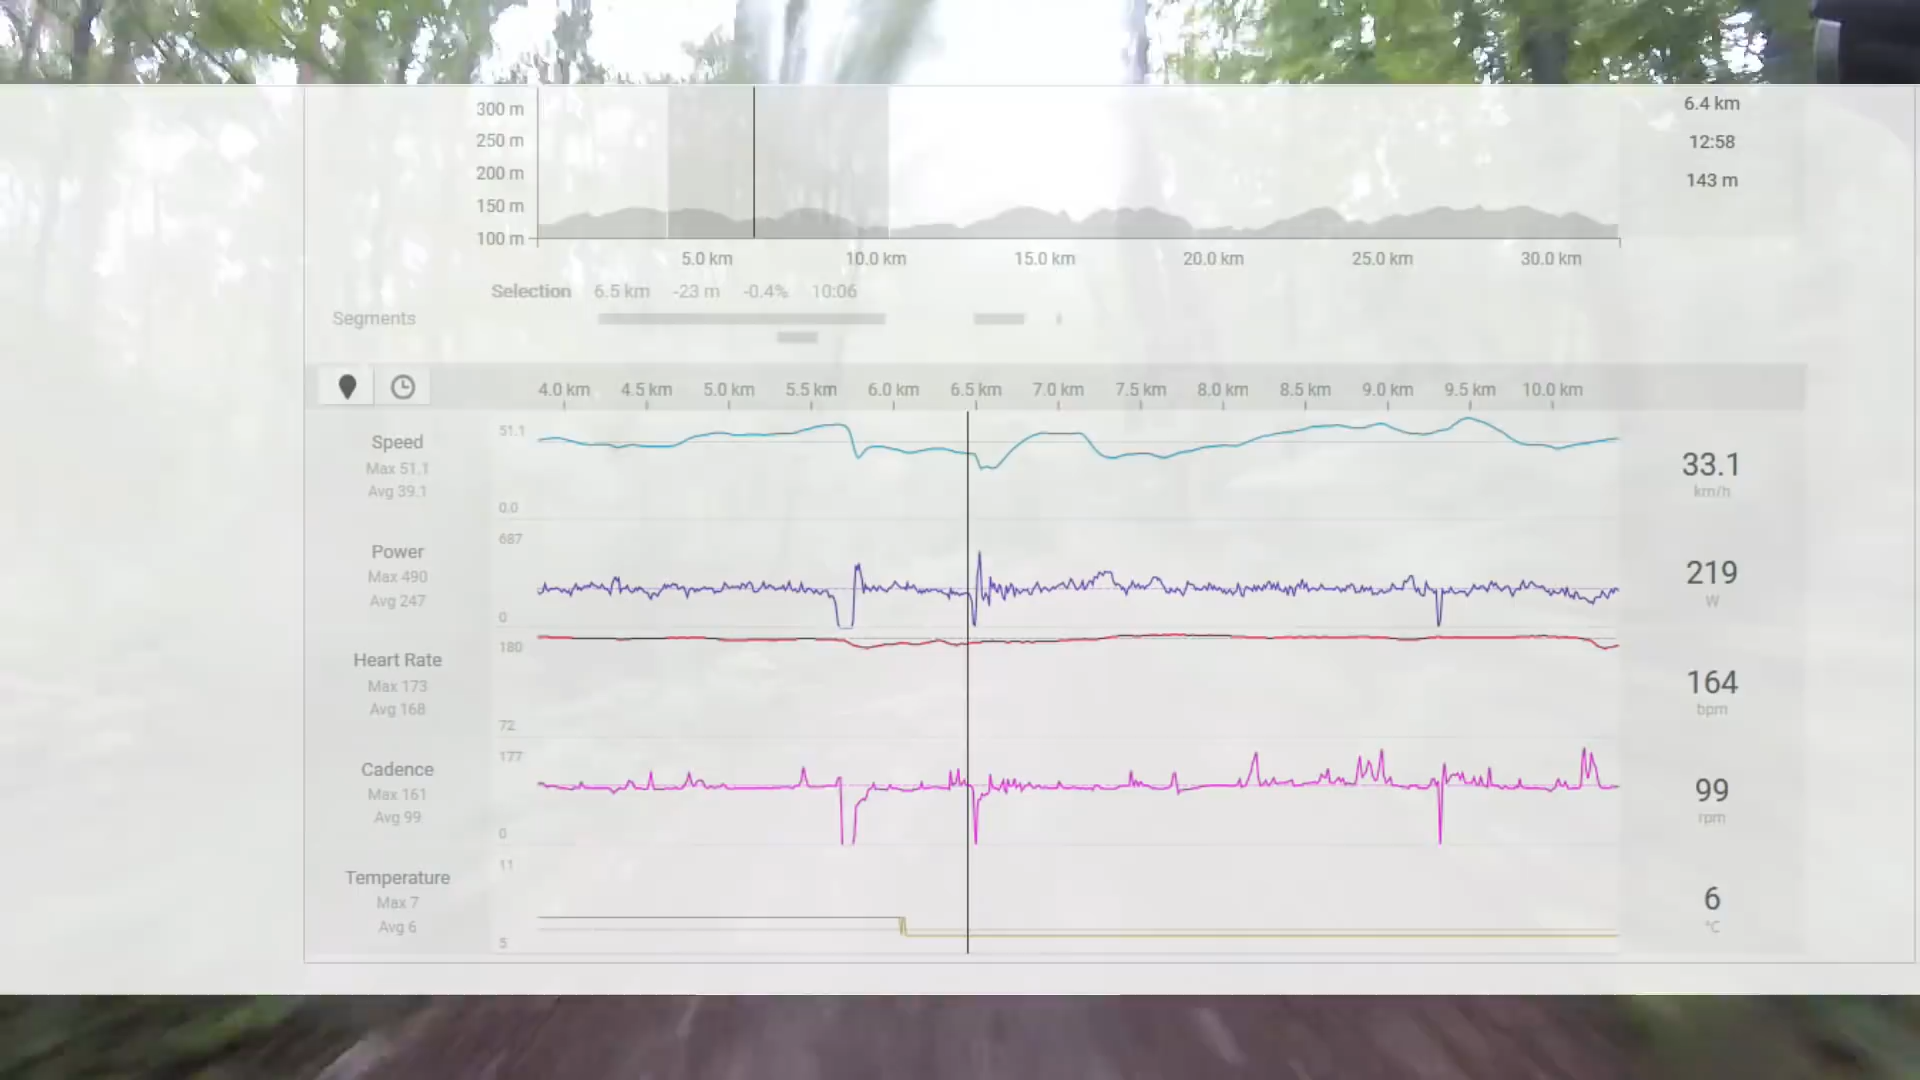 300 m
250 m
200 m
150 m
100 m
6.4 km
12:58
143 m
5.0 km 10.0 km 15.0 km 20.0 km 25.0 km 30.0 km
Selection 6.5 km -23 m -0.4% 10:06
Segments
4.0 km 4.5 km 5.0 km 5.5 km 6.0 km 6.5 km 7.0 km 7.5 km 8.0 km 8.5 km 9.0 km 9.5 km 10.0 km
Speed
Max 51.1
Avg 39.1
51.1
0.0
33.1
km/h
Power
Max 490
Avg 247
687
0
219
W
Heart Rate
Max 173
Avg 168
180
72
164
bpm
Cadence
Max 161
Avg 99
177
0
99
rpm
Temperature
Max 7
Avg 6
11
5
6
°C